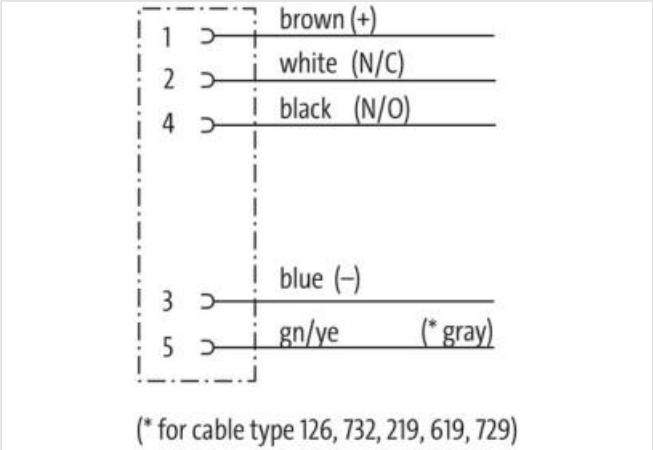 1 brown (+)
2 white (N/C)
4 black (N/O)
3 blue (–)
5 gn/ye (* gray)
(* for cable type 126, 732, 219, 619, 729)